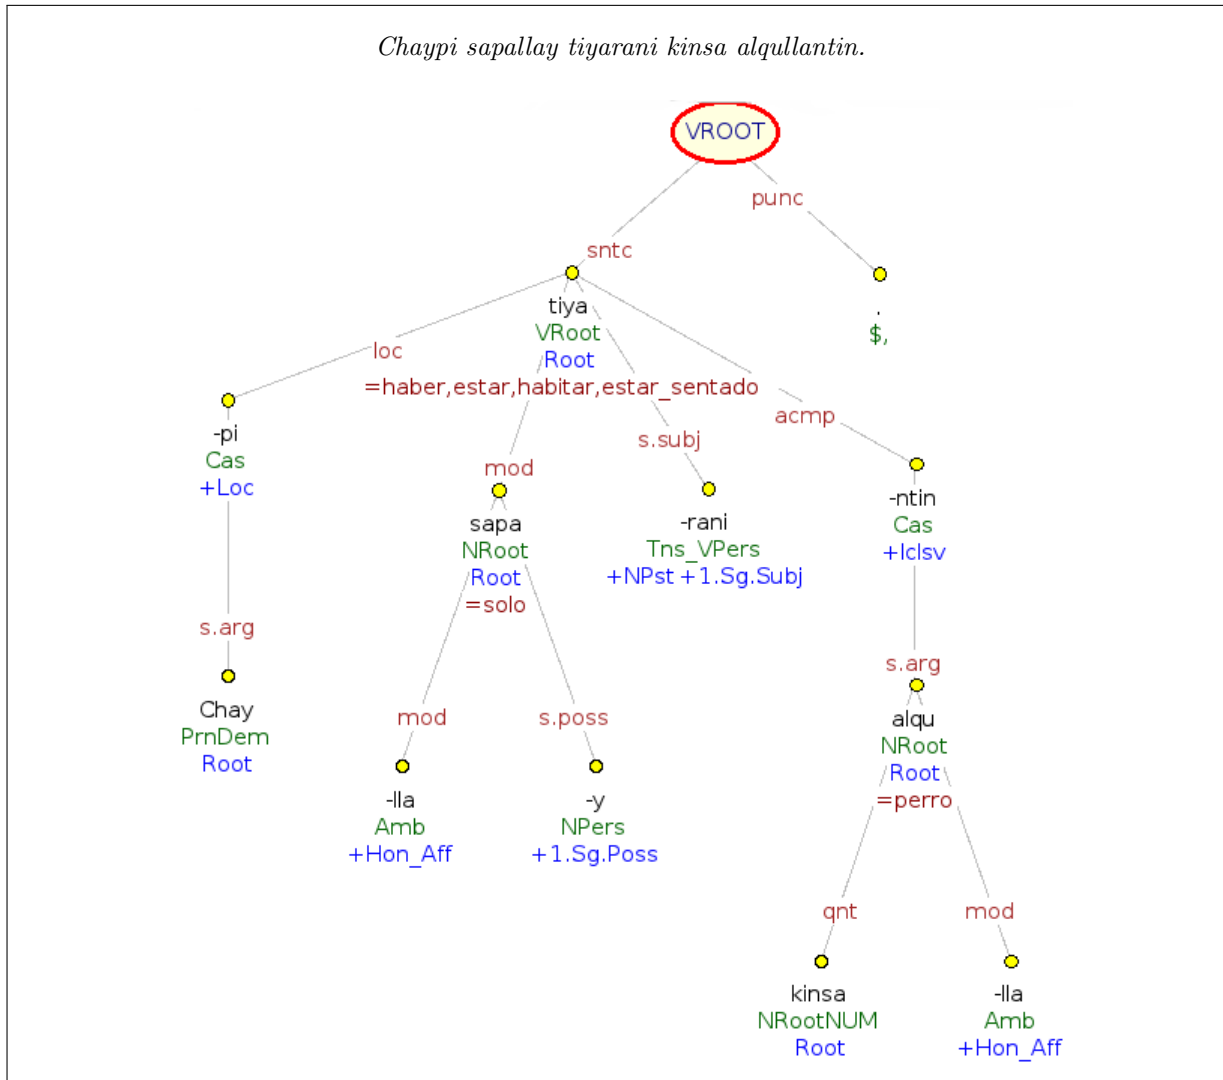 Chaypi sapallay tiyarani kinsa alqullantin.
VROOT
punc
sntc
.
$,
tiya
VRoot
Root
=haber,estar,habitar,estar_sentado
loc
-pi
Cas
+Loc
s.arg
Chay
PrnDem
Root
mod
sapa
NRoot
Root
=solo
mod
-lla
Amb
+Hon_Aff
s.poss
-y
NPers
+1.Sg.Poss
s.subj
-rani
Tns_VPers
+NPst +1.Sg.Subj
acmp
-ntin
Cas
+Iclsv
s.arg
alqu
NRoot
Root
=perro
qnt
kinsa
NRootNUM
Root
mod
-lla
Amb
+Hon_Aff